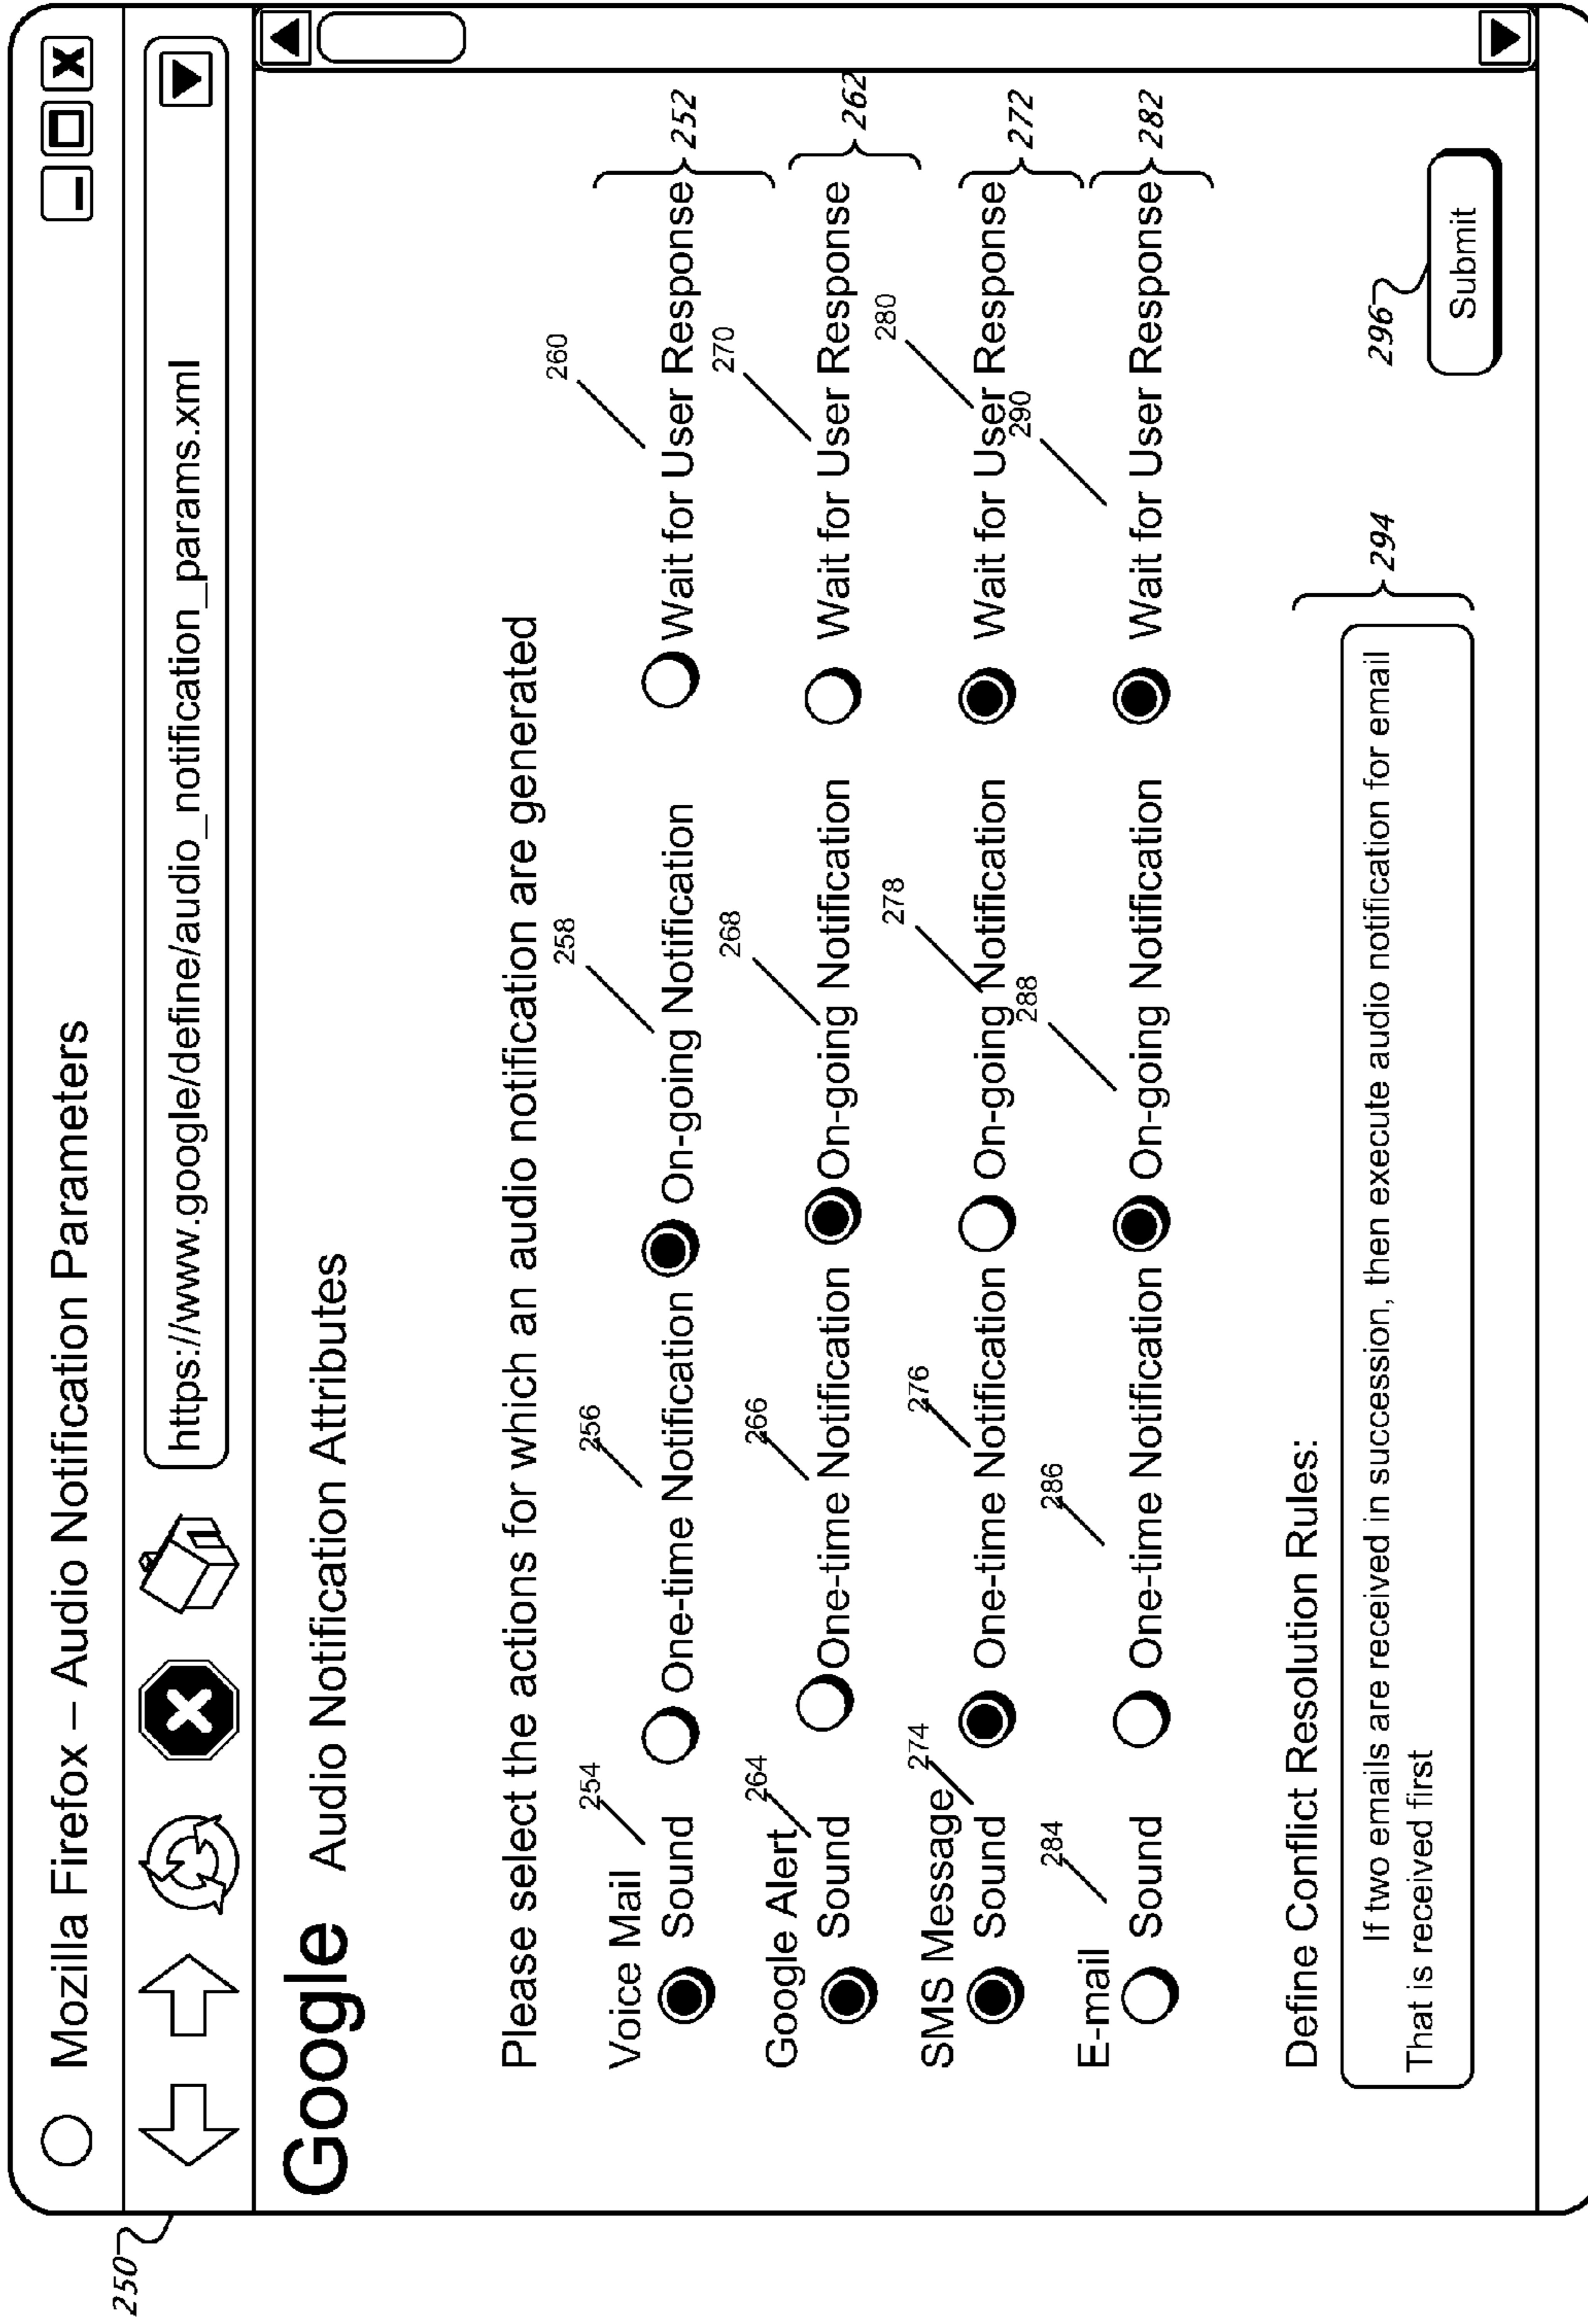 250
Mozilla Firefox – Audio Notification Parameters
https://www.google/define/audio_notification_params.xml
Google Audio Notification Attributes
Please select the actions for which an audio notification are generated
254 256 258 260
Voice Mail
Sound One-time Notification On-going Notification Wait for User Response 252
264 266 268 270
Google Alert
Sound One-time Notification On-going Notification Wait for User Response 262
274 276 278 280
SMS Message
Sound One-time Notification On-going Notification Wait for User Response 272
284 286 288 290
E-mail
Sound One-time Notification On-going Notification Wait for User Response 282
Define Conflict Resolution Rules:
If two emails are received in succession, then execute audio notification for email
That is received first
294
296
Submit